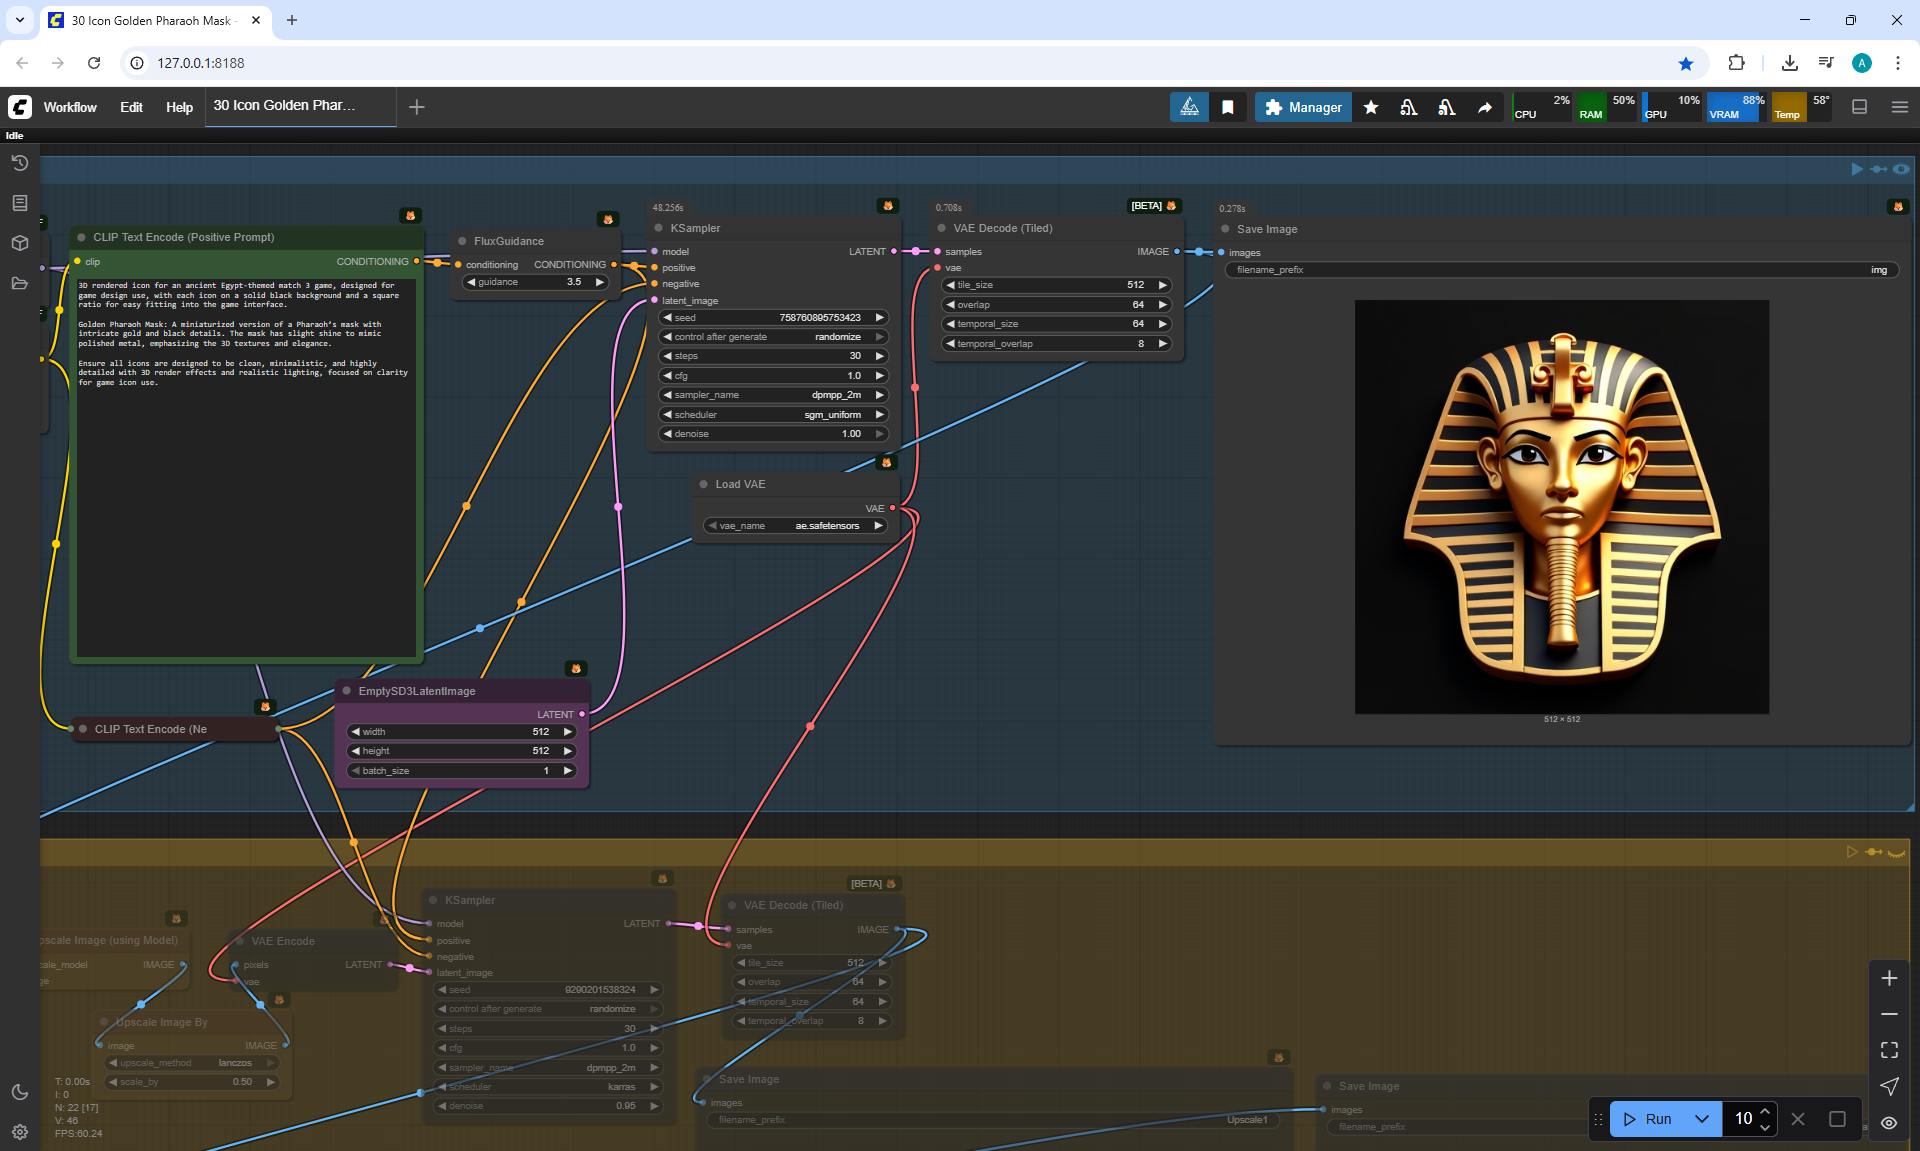 30 Icon Golden Pharaoh Mask
127.0.0.1:8188
A
Workflow
Edit
Help
30 Icon Golden Phar...
Manager
CPU 2%
RAM 50%
GPU 10%
VRAM 88%
Temp 58°
Idle
CLIP Text Encode (Positive Prompt)
clip
CONDITIONING
3D rendered icon for an ancient Egypt-themed match 3 game, designed for
game design use, with each icon on a solid black background and a square
ratio for easy fitting into the game interface.
Golden Pharaoh Mask: A miniaturized version of a Pharaoh's mask with
intricate gold and black details. The mask has slight shine to mimic
polished metal, emphasizing the 3D textures and elegance.
Ensure all icons are designed to be clean, minimalistic, and highly
detailed with 3D render effects and realistic lighting, focused on clarity
for game icon use.
FluxGuidance
conditioning CONDITIONING
guidance 3.5
48.256s
KSampler
model LATENT
positive
negative
latent_image
seed 758760895753423
control after generate randomize
steps 30
cfg 1.0
sampler_name dpmpp_2m
scheduler sgm_uniform
denoise 1.00
0.708s
[BETA]
VAE Decode (Tiled)
samples IMAGE
vae
tile_size 512
overlap 64
temporal_size 64
temporal_overlap 8
0.278s
Save Image
images
filename_prefix img
512 × 512
Load VAE
VAE
vae_name ae.safetensors
EmptySD3LatentImage
LATENT
width 512
height 512
batch_size 1
CLIP Text Encode (Ne
pscale Image (using Model)
cale_model IMAGE
ge
VAE Encode
pixels LATENT
vae
Upscale Image By
image IMAGE
upscale_method lanczos
scale_by 0.50
KSampler
model LATENT
positive
negative
latent_image
seed 9290201538324
control after generate randomize
steps 30
cfg 1.0
sampler_name dpmpp_2m
scheduler karras
denoise 0.95
[BETA]
VAE Decode (Tiled)
samples IMAGE
vae
tile_size 512
overlap 64
temporal_size 64
temporal_overlap 8
Save Image
images
filename_prefix Upscale1
Save Image
images
filename_prefix
T: 0.00s
I: 0
N: 22 [17]
V: 46
FPS:60.24
Run
10